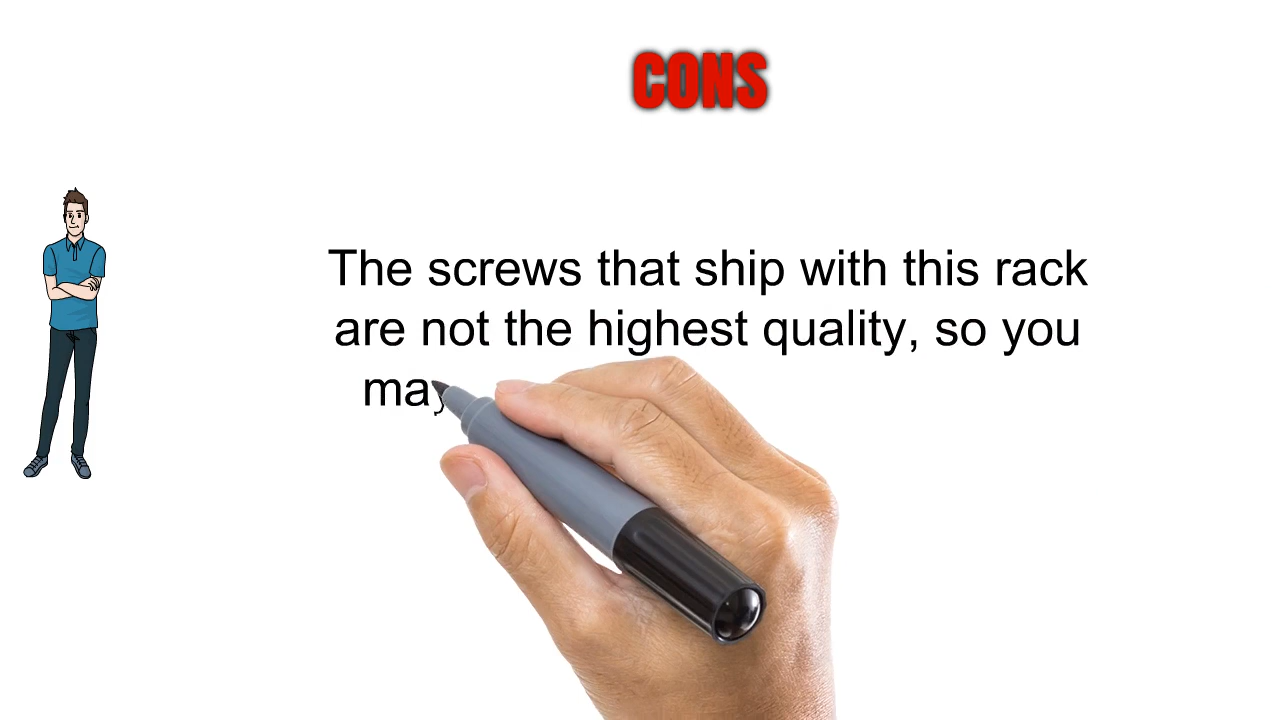 CONS
The screws that ship with this rack
are not the highest quality, so you
may